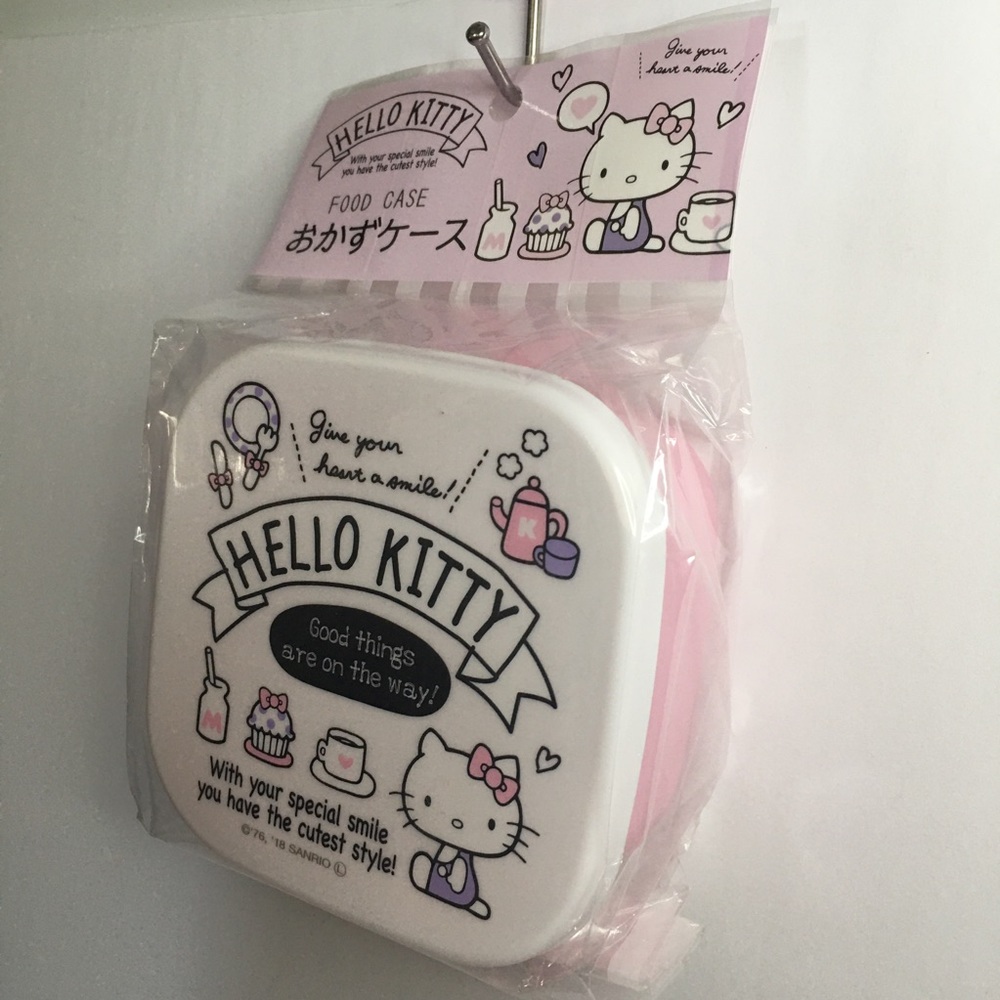 give your
heart a smile!
HELLO KITTY
With your special smile
you have the cutest style!
FOOD CASE
おかずケース
M
give your
heart a smile!
K
HELLO KITTY
Good things
are on the way!
M
With your special smile
you have the cutest style!
©'76, '18 SANRIO Ⓛ